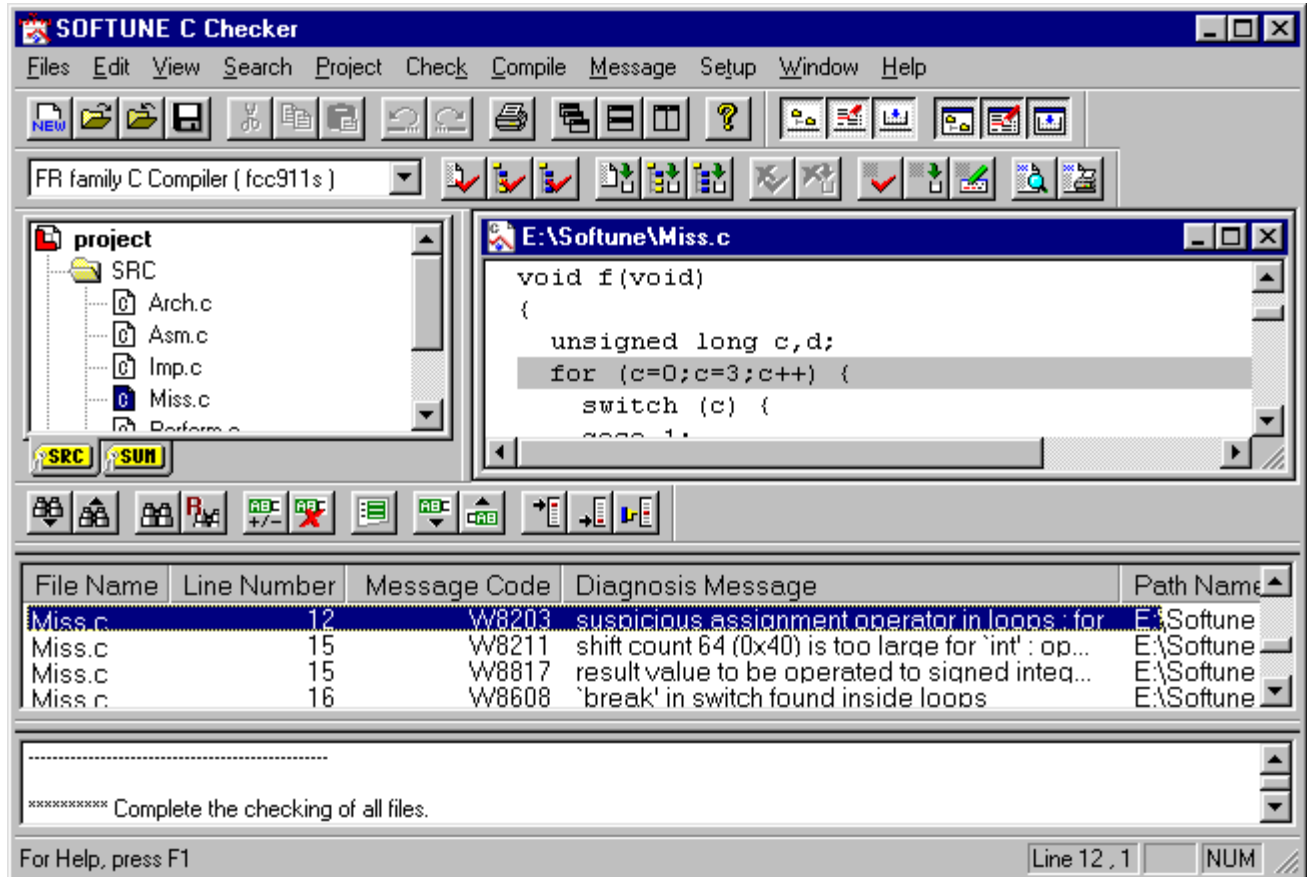 SOFTUNE C Checker
Files Edit View Search Project Check Compile Message Setup Window Help
NEW
FR family C Compiler ( fcc911s )
project
SRC
Arch.c
Asm.c
Imp.c
Miss.c
SRC SUM
E:\Softune\Miss.c
void f(void)
{
unsigned long c,d;
for (c=0;c=3;c++) {
switch (c) {
File Name Line Number Message Code Diagnosis Message Path Name
Miss.c 12 W8203 suspicious assignment operator in loops : for E:\Softune
Miss.c 15 W8211 shift count 64 (0x40) is too large for `int' : op... E:\Softune
Miss.c 15 W8817 result value to be operated to signed integ... E:\Softune
Miss.c 16 W8608 `break' in switch found inside loops E:\Softune
--------------------------------------------------
********** Complete the checking of all files.
For Help, press F1 Line 12 , 1 NUM